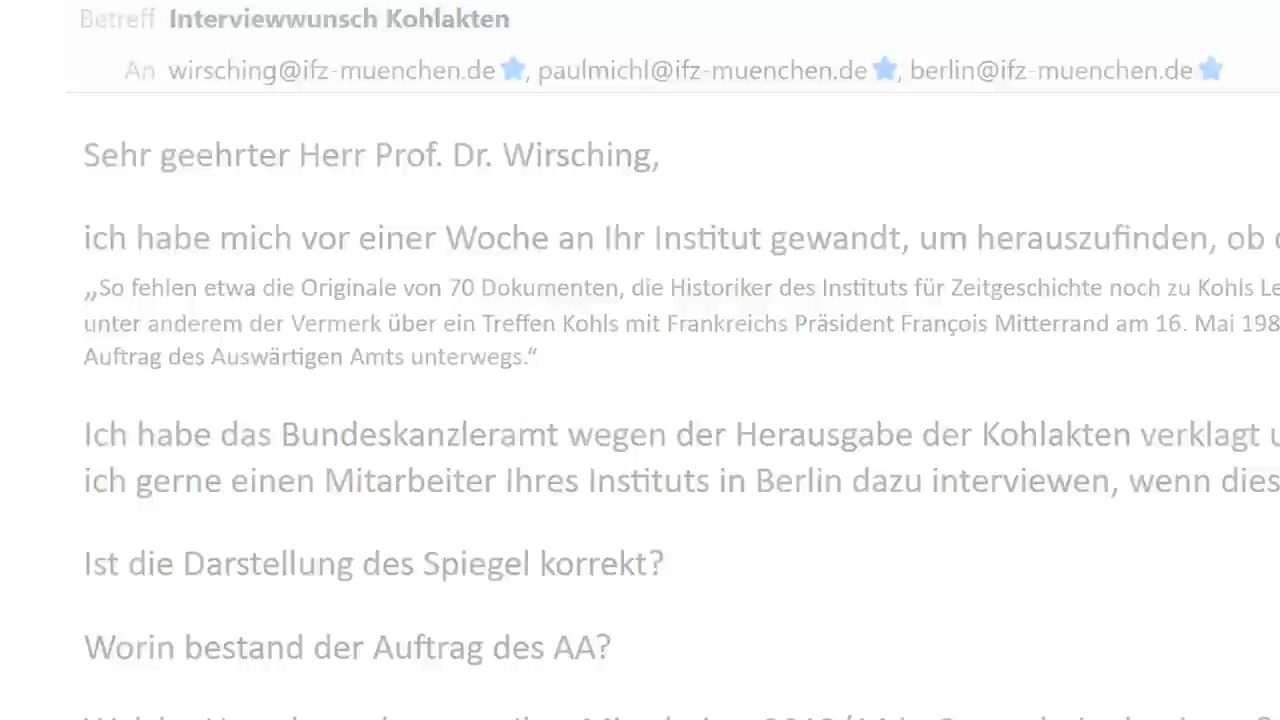 Betreff Interviewwunsch Kohlakten
An wirsching@ifz-muenchen.de, paulmichl@ifz-muenchen.de, berlin@ifz-muenchen.de
Sehr geehrter Herr Prof. Dr. Wirsching,
ich habe mich vor einer Woche an Ihr Institut gewandt, um herauszufinden, ob
„So fehlen etwa die Originale von 70 Dokumenten, die Historiker des Instituts für Zeitgeschichte noch zu Kohls Le
unter anderem der Vermerk über ein Treffen Kohls mit Frankreichs Präsident François Mitterrand am 16. Mai 198
Auftrag des Auswärtigen Amts unterwegs.“
Ich habe das Bundeskanzleramt wegen der Herausgabe der Kohlakten verklagt
ich gerne einen Mitarbeiter Ihres Instituts in Berlin dazu interviewen, wenn dies
Ist die Darstellung des Spiegel korrekt?
Worin bestand der Auftrag des AA?